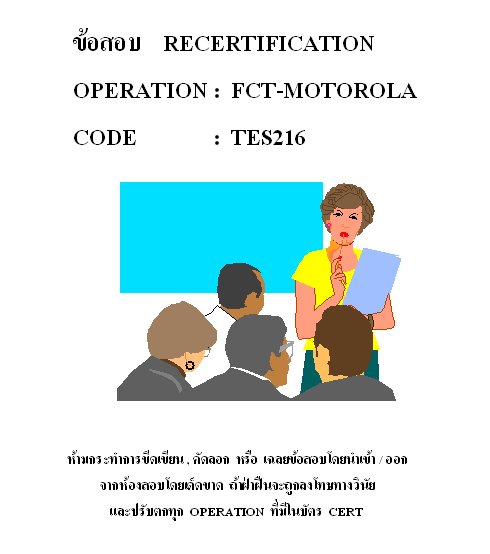 ข้อสอบ RECERTIFICATION
OPERATION : FCT-MOTOROLA
CODE : TES216
ห้ามกระทำการขีดเขียน , คัดลอก หรือ เฉลยข้อสอบโดยนำเข้า / ออก
จากห้องสอบโดยเด็ดขาด ถ้าฝ่าฝืนจะถูกลงโทษทางวินัย
และปรับตกทุก OPERATION ที่มีในบัตร CERT